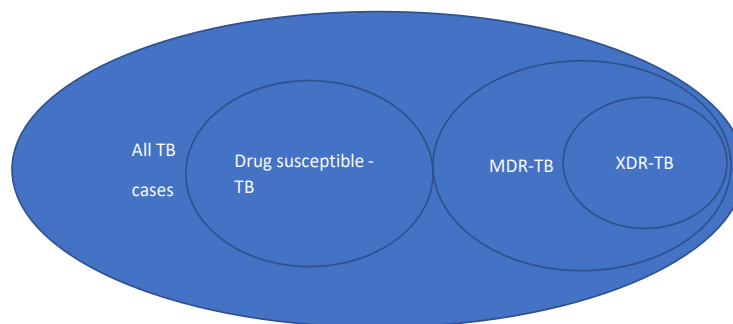 All TB
cases
Drug susceptible -
TB
MDR-TB
XDR-TB